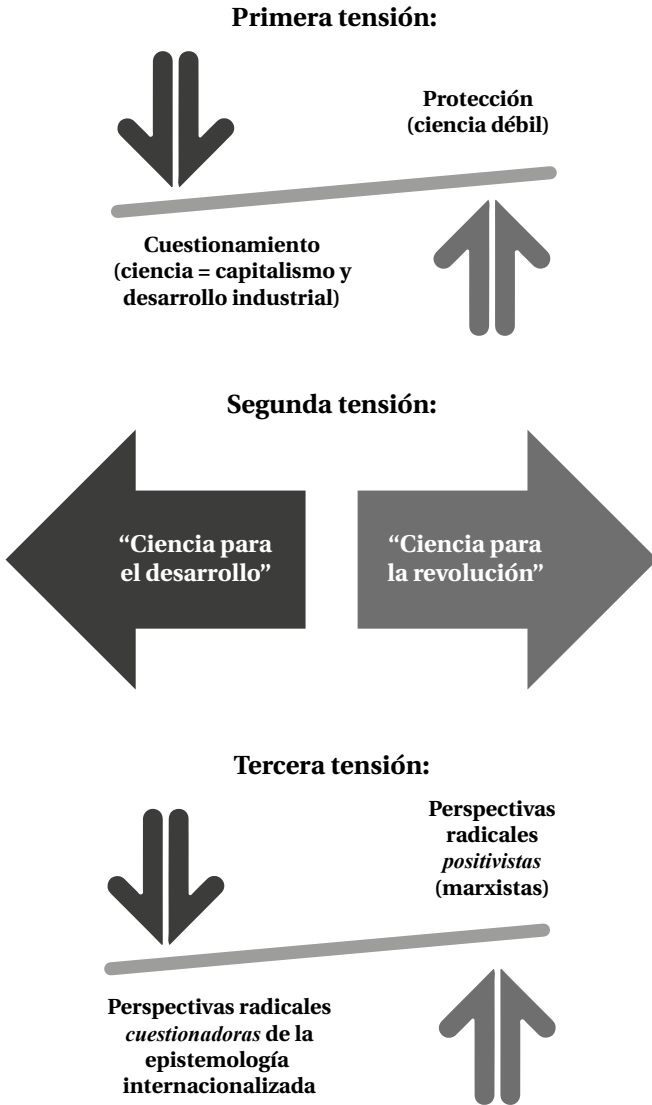 Primera tensión:
Protección
(ciencia débil)
Cuestionamiento
(ciencia = capitalismo y
desarrollo industrial)
Segunda tensión:
“Ciencia para
el desarrollo”
“Ciencia para
la revolución”
Tercera tensión:
Perspectivas
radicales
positivistas
(marxistas)
Perspectivas radicales
cuestionadoras de la
epistemología
internacionalizada